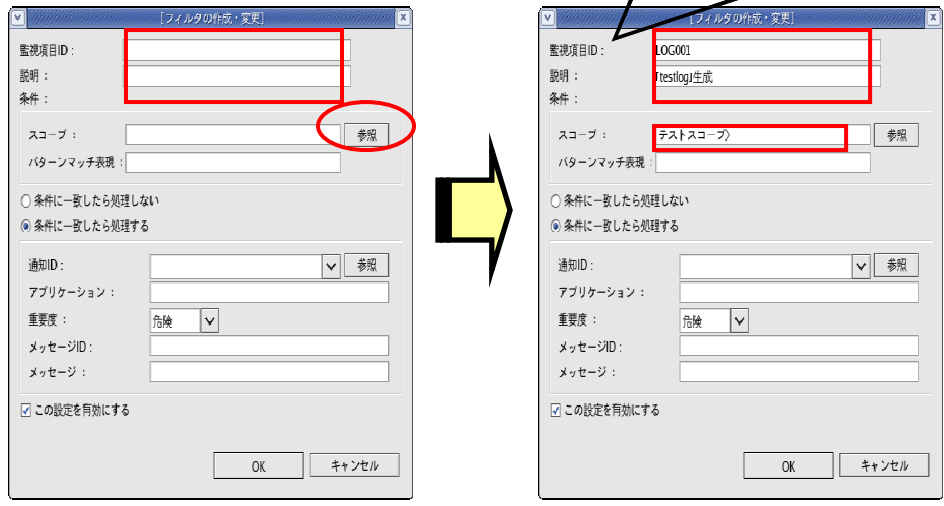 [フィルタの作成・変更]
監視項目ID：
説明：
条件：
スコープ：
参照
パターンマッチ表現：
条件に一致したら処理しない
条件に一致したら処理する
通知ID：
参照
アプリケーション：
重要度：
危険
メッセージID：
メッセージ：
この設定を有効にする
OK
キャンセル
[フィルタの作成・変更]
監視項目ID：
LOG001
説明：
「testlog」生成
条件：
スコープ：
テストスコープ〉
参照
パターンマッチ表現：
条件に一致したら処理しない
条件に一致したら処理する
通知ID：
参照
アプリケーション：
重要度：
危険
メッセージID：
メッセージ：
この設定を有効にする
OK
キャンセル